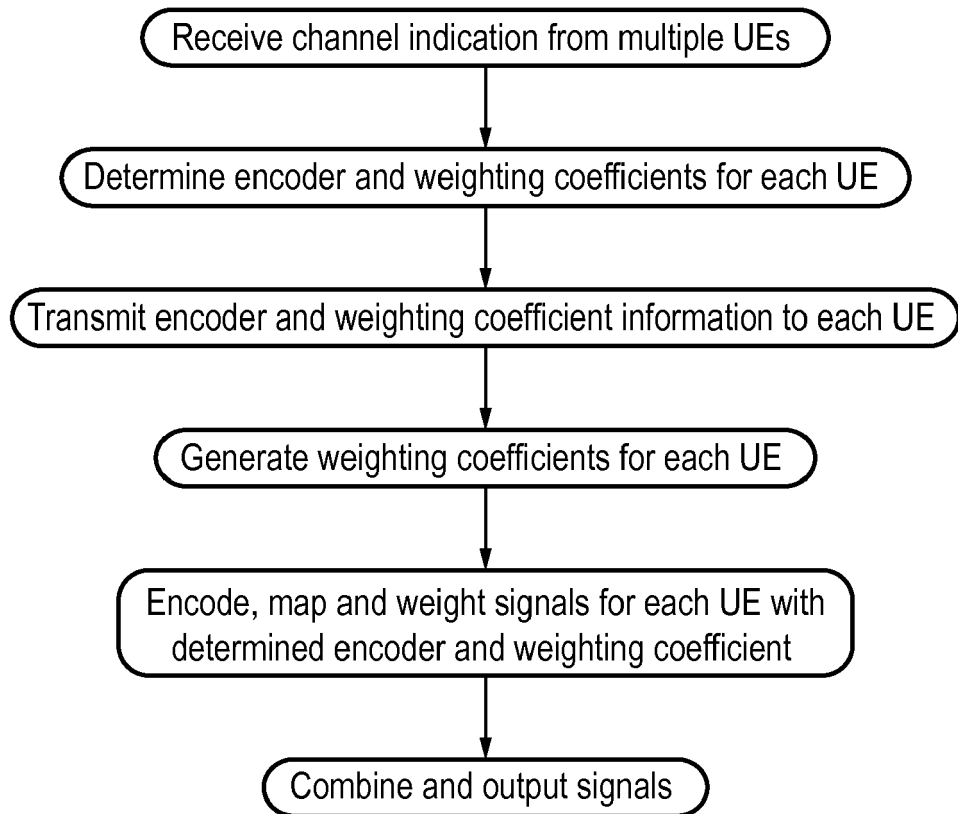 Receive channel indication from multiple UEs
Determine encoder and weighting coefficients for each UE
Transmit encoder and weighting coefficient information to each UE
Generate weighting coefficients for each UE
Encode, map and weight signals for each UE with
determined encoder and weighting coefficient
Combine and output signals